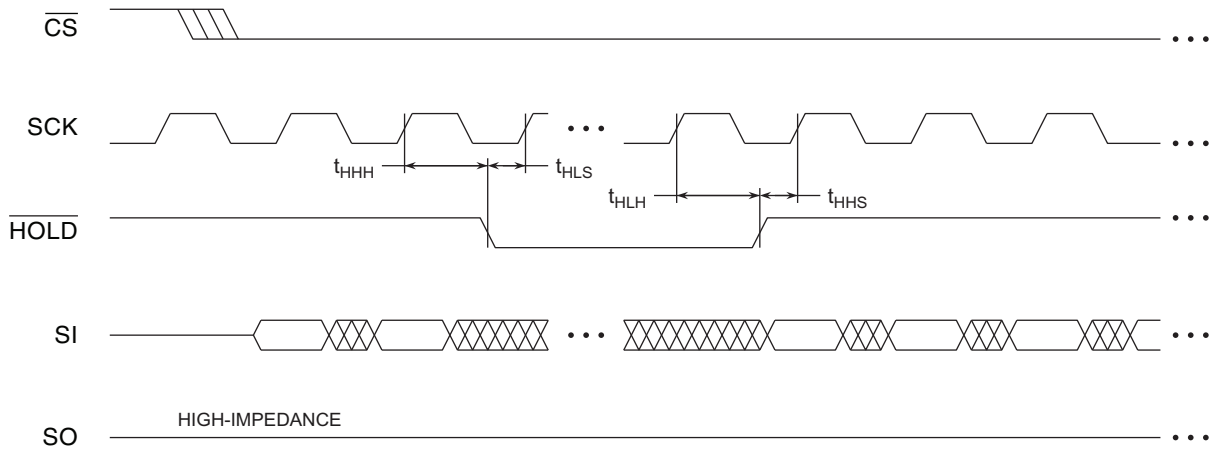 CS
SCK
tHHH
tHLS
tHLH
tHHS
HOLD
SI
HIGH-IMPEDANCE
SO